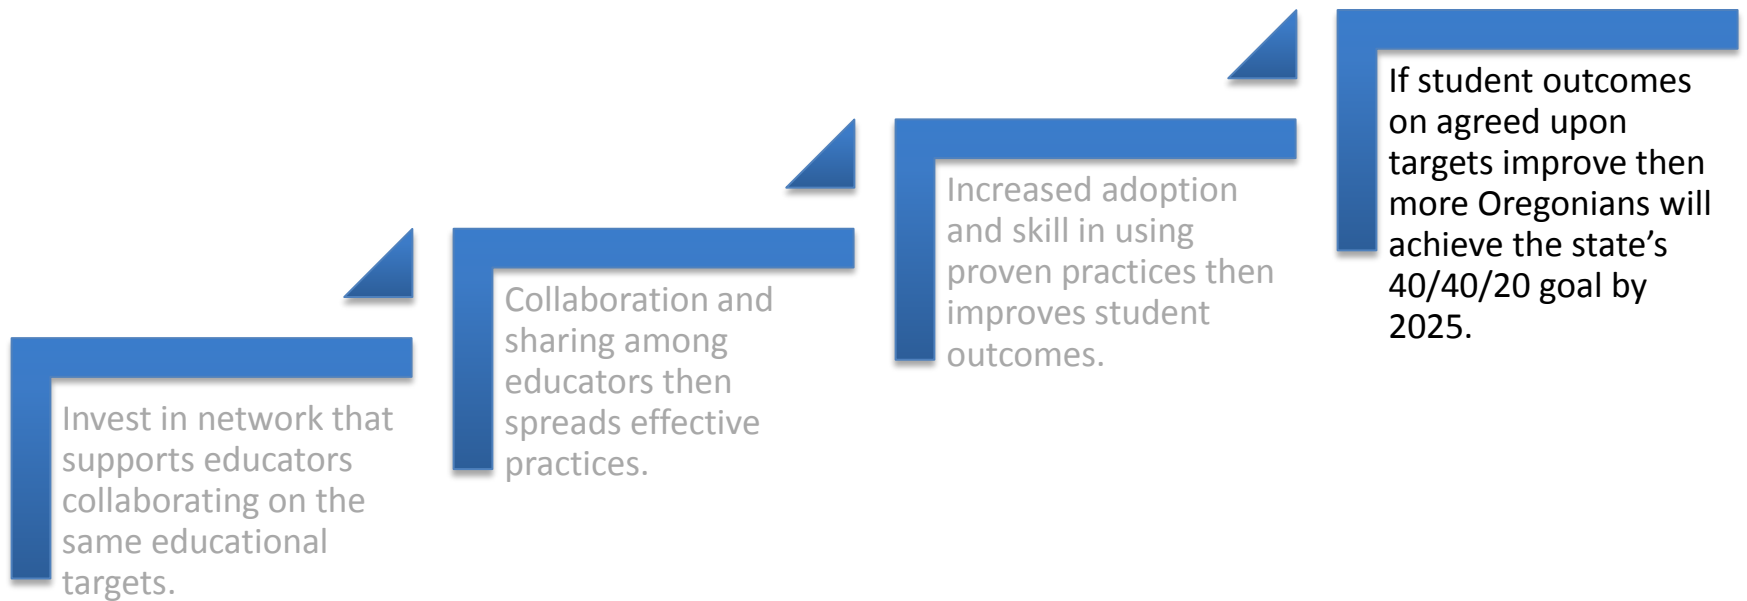 Invest in network that
supports educators
collaborating on the
same educational
targets.
Collaboration and
sharing among
educators then
spreads effective
practices.
Increased adoption
and skill in using
proven practices then
improves student
outcomes.
If student outcomes
on agreed upon
targets improve then
more Oregonians will
achieve the state’s
40/40/20 goal by
2025.